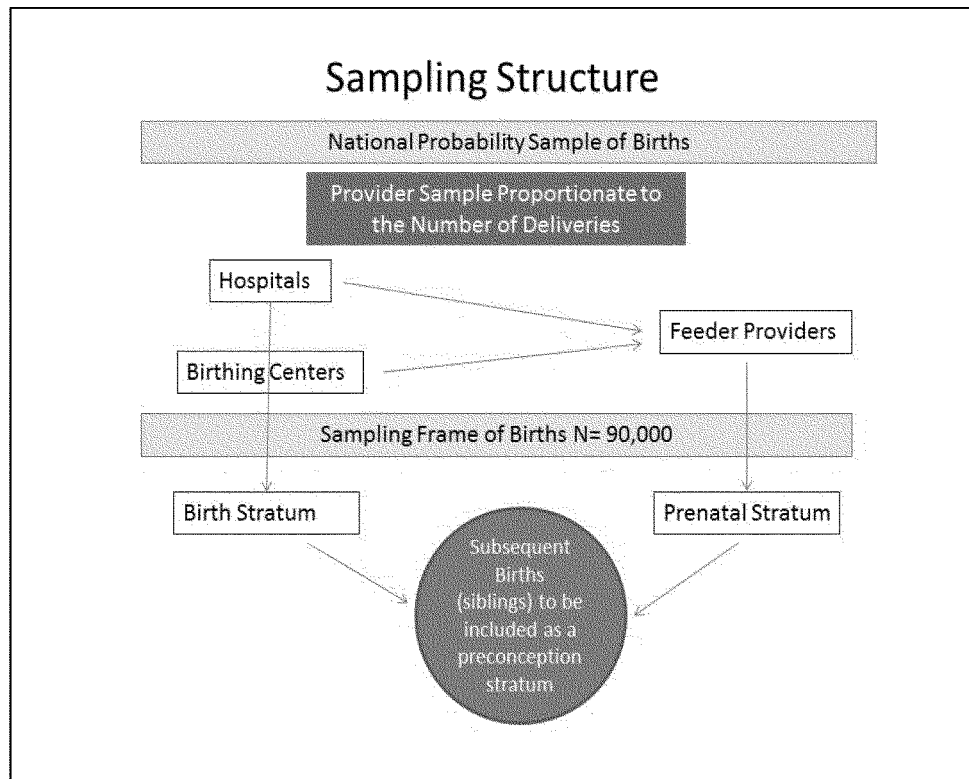 Sampling Structure
National Probability Sample of Births
Provider Sample Proportionate to
the Number of Deliveries
Hospitals
Feeder Providers
Birthing Centers
Sampling Frame of Births N= 90,000
Birth Stratum
Prenatal Stratum
Subsequent
Births
(siblings) to be
included as a
preconception
stratum